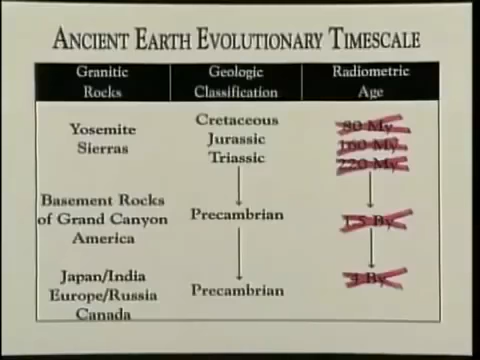 ANCIENT EARTH EVOLUTIONARY TIMESCALE
Granitic Rocks
Geologic Classification
Radiometric Age
Yosemite
Sierras
Cretaceous
Jurassic
Triassic
80 My
160 My
220 My
Basement Rocks
of Grand Canyon
America
Precambrian
1.5 By
Japan/India
Europe/Russia
Canada
Precambrian
4 By